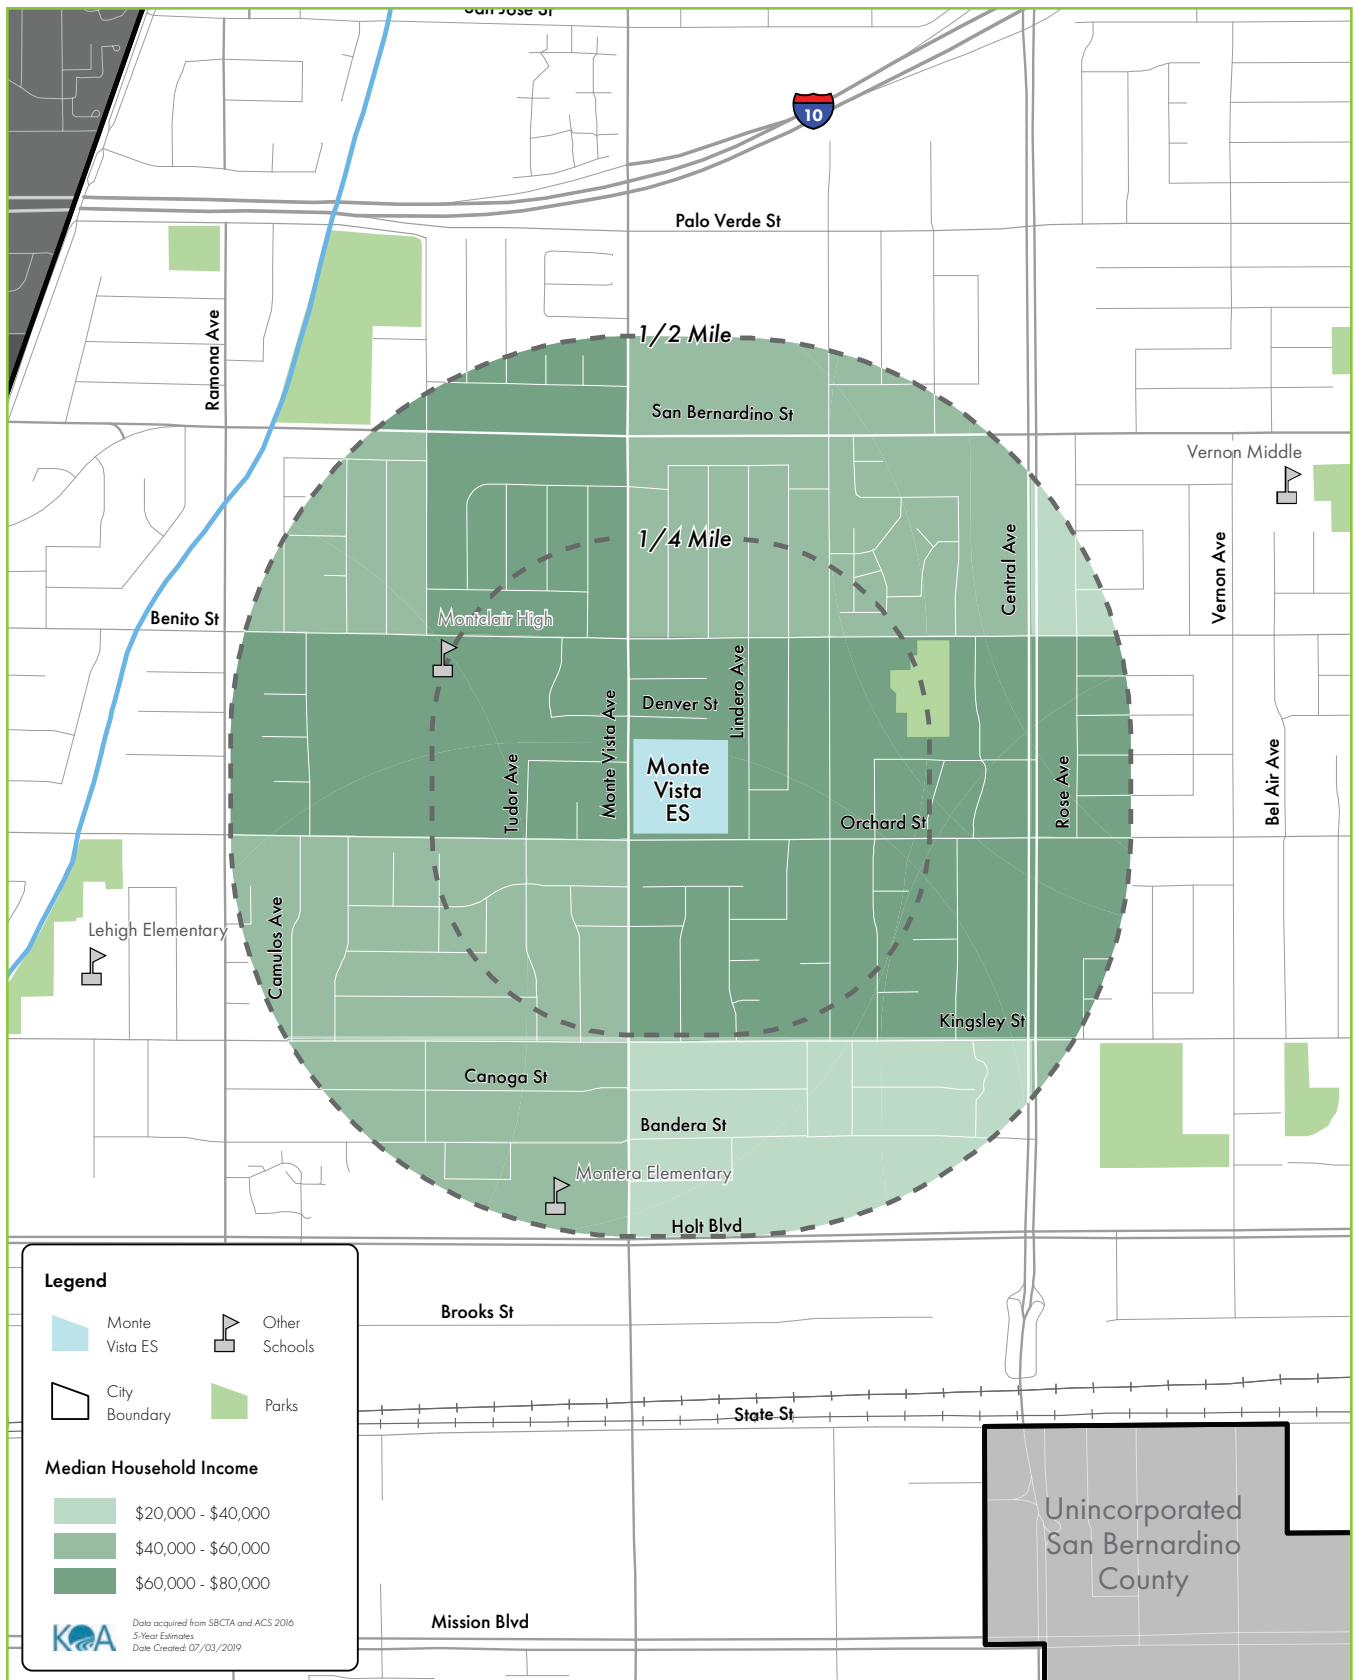 San Jose St
10
Palo Verde St
Ramona Ave
1/2 Mile
San Bernardino St
Vernon Middle
1/4 Mile
Central Ave
Vernon Ave
Benito St
Montclair High
Lindero Ave
Denver St
Monte Vista Ave
Tudor Ave
Monte
Vista
ES
Rose Ave
Bel Air Ave
Orchard St
Camulos Ave
Lehigh Elementary
Kingsley St
Canoga St
Bandera St
Montera Elementary
Holt Blvd
Brooks St
State St
Unincorporated
San Bernardino
County
Mission Blvd
Legend
Monte
Vista ES
Other
Schools
City
Boundary
Parks
Median Household Income
$20,000 - $40,000
$40,000 - $60,000
$60,000 - $80,000
KOA
Data acquired from SBCTA and ACS 2016
5-Year Estimates
Date Created: 07/03/2019